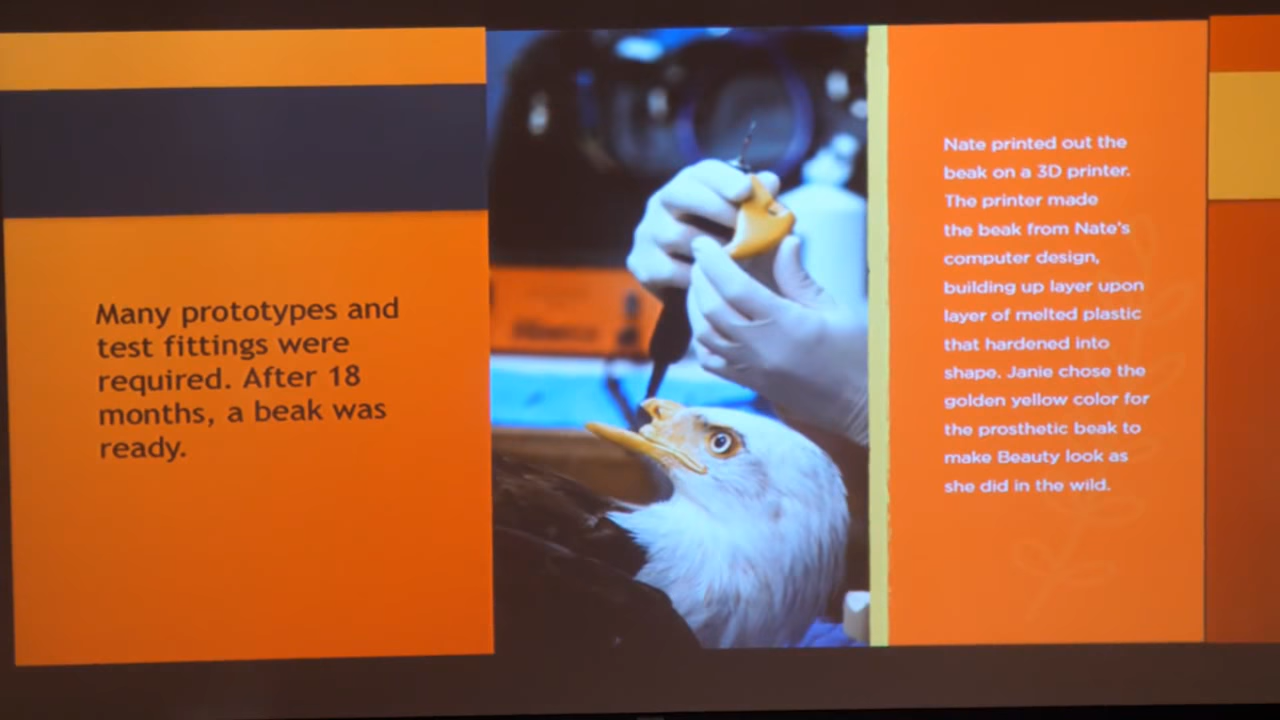 Many prototypes and
test fittings were
required. After 18
months, a beak was
ready.
Nate printed out the
beak on a 3D printer.
The printer made
the beak from Nate's
computer design,
building up layer upon
layer of melted plastic
that hardened into
shape. Janie chose the
golden yellow color for
the prosthetic beak to
make Beauty look as
she did in the wild.